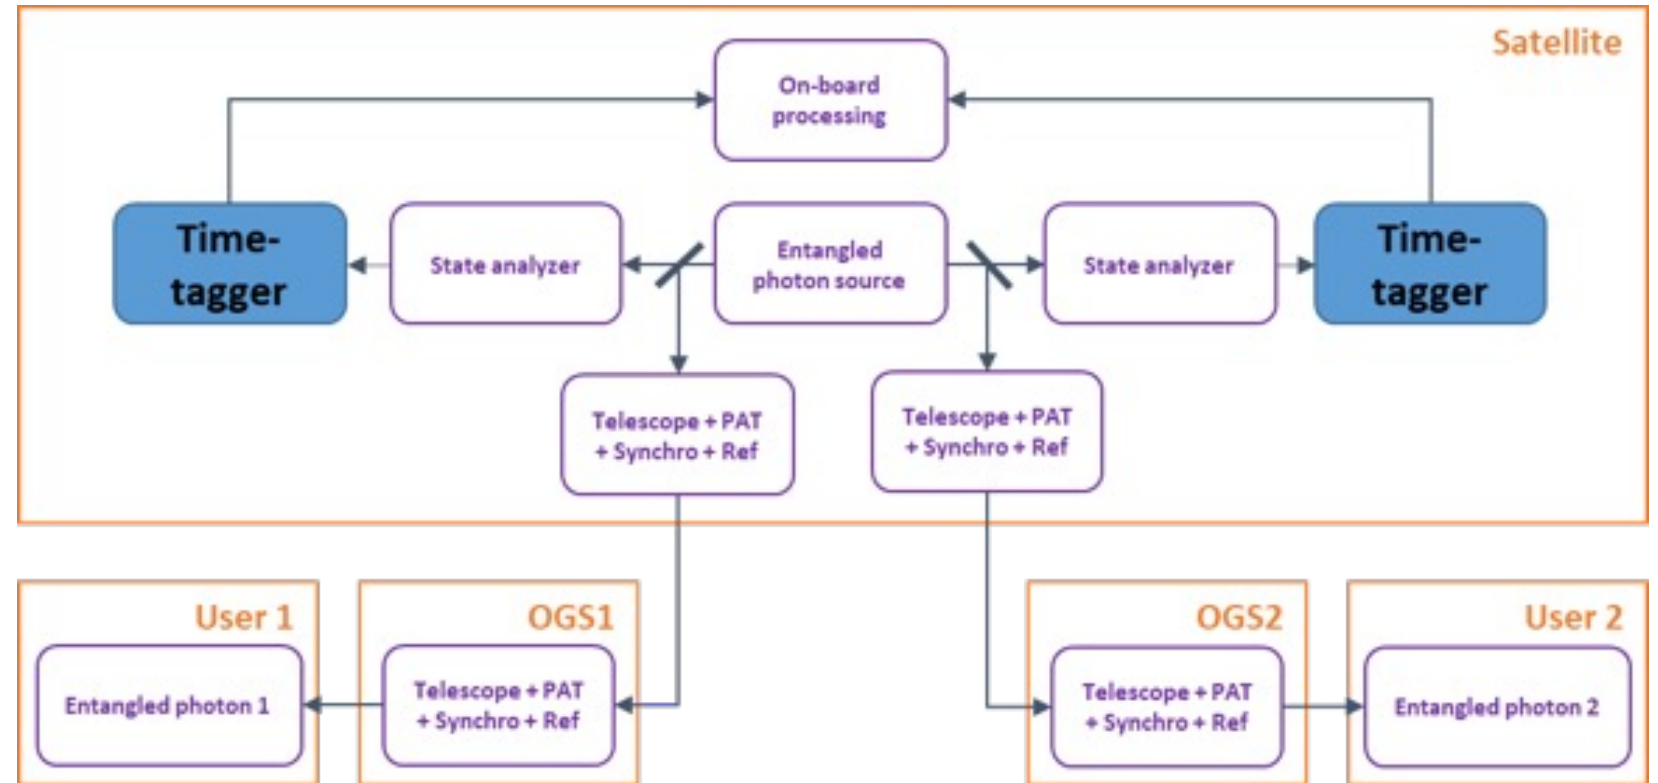 Satellite
On-board
processing
Time-
tagger
State analyzer
Entangled
photon source
State analyzer
Time-
tagger
Telescope + PAT
+ Synchro + Ref
Telescope + PAT
+ Synchro + Ref
User 1
Entangled photon 1
OGS1
Telescope + PAT
+ Synchro + Ref
OGS2
Telescope + PAT
+ Synchro + Ref
User 2
Entangled photon 2